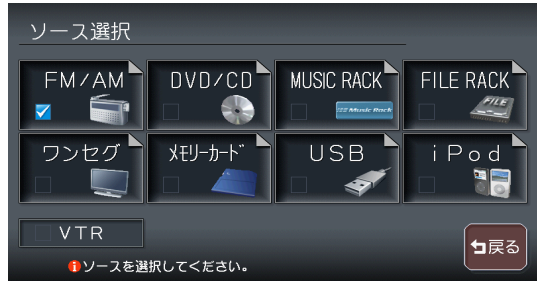 ソース選択
FM/AM
DVD/CD
MUSIC RACK
FILE RACK
Music Rack
FILE
ワンセグ
ﾒﾓﾘｰｶｰﾄﾞ
USB
iPod
VTR
戻る
ソースを選択してください。